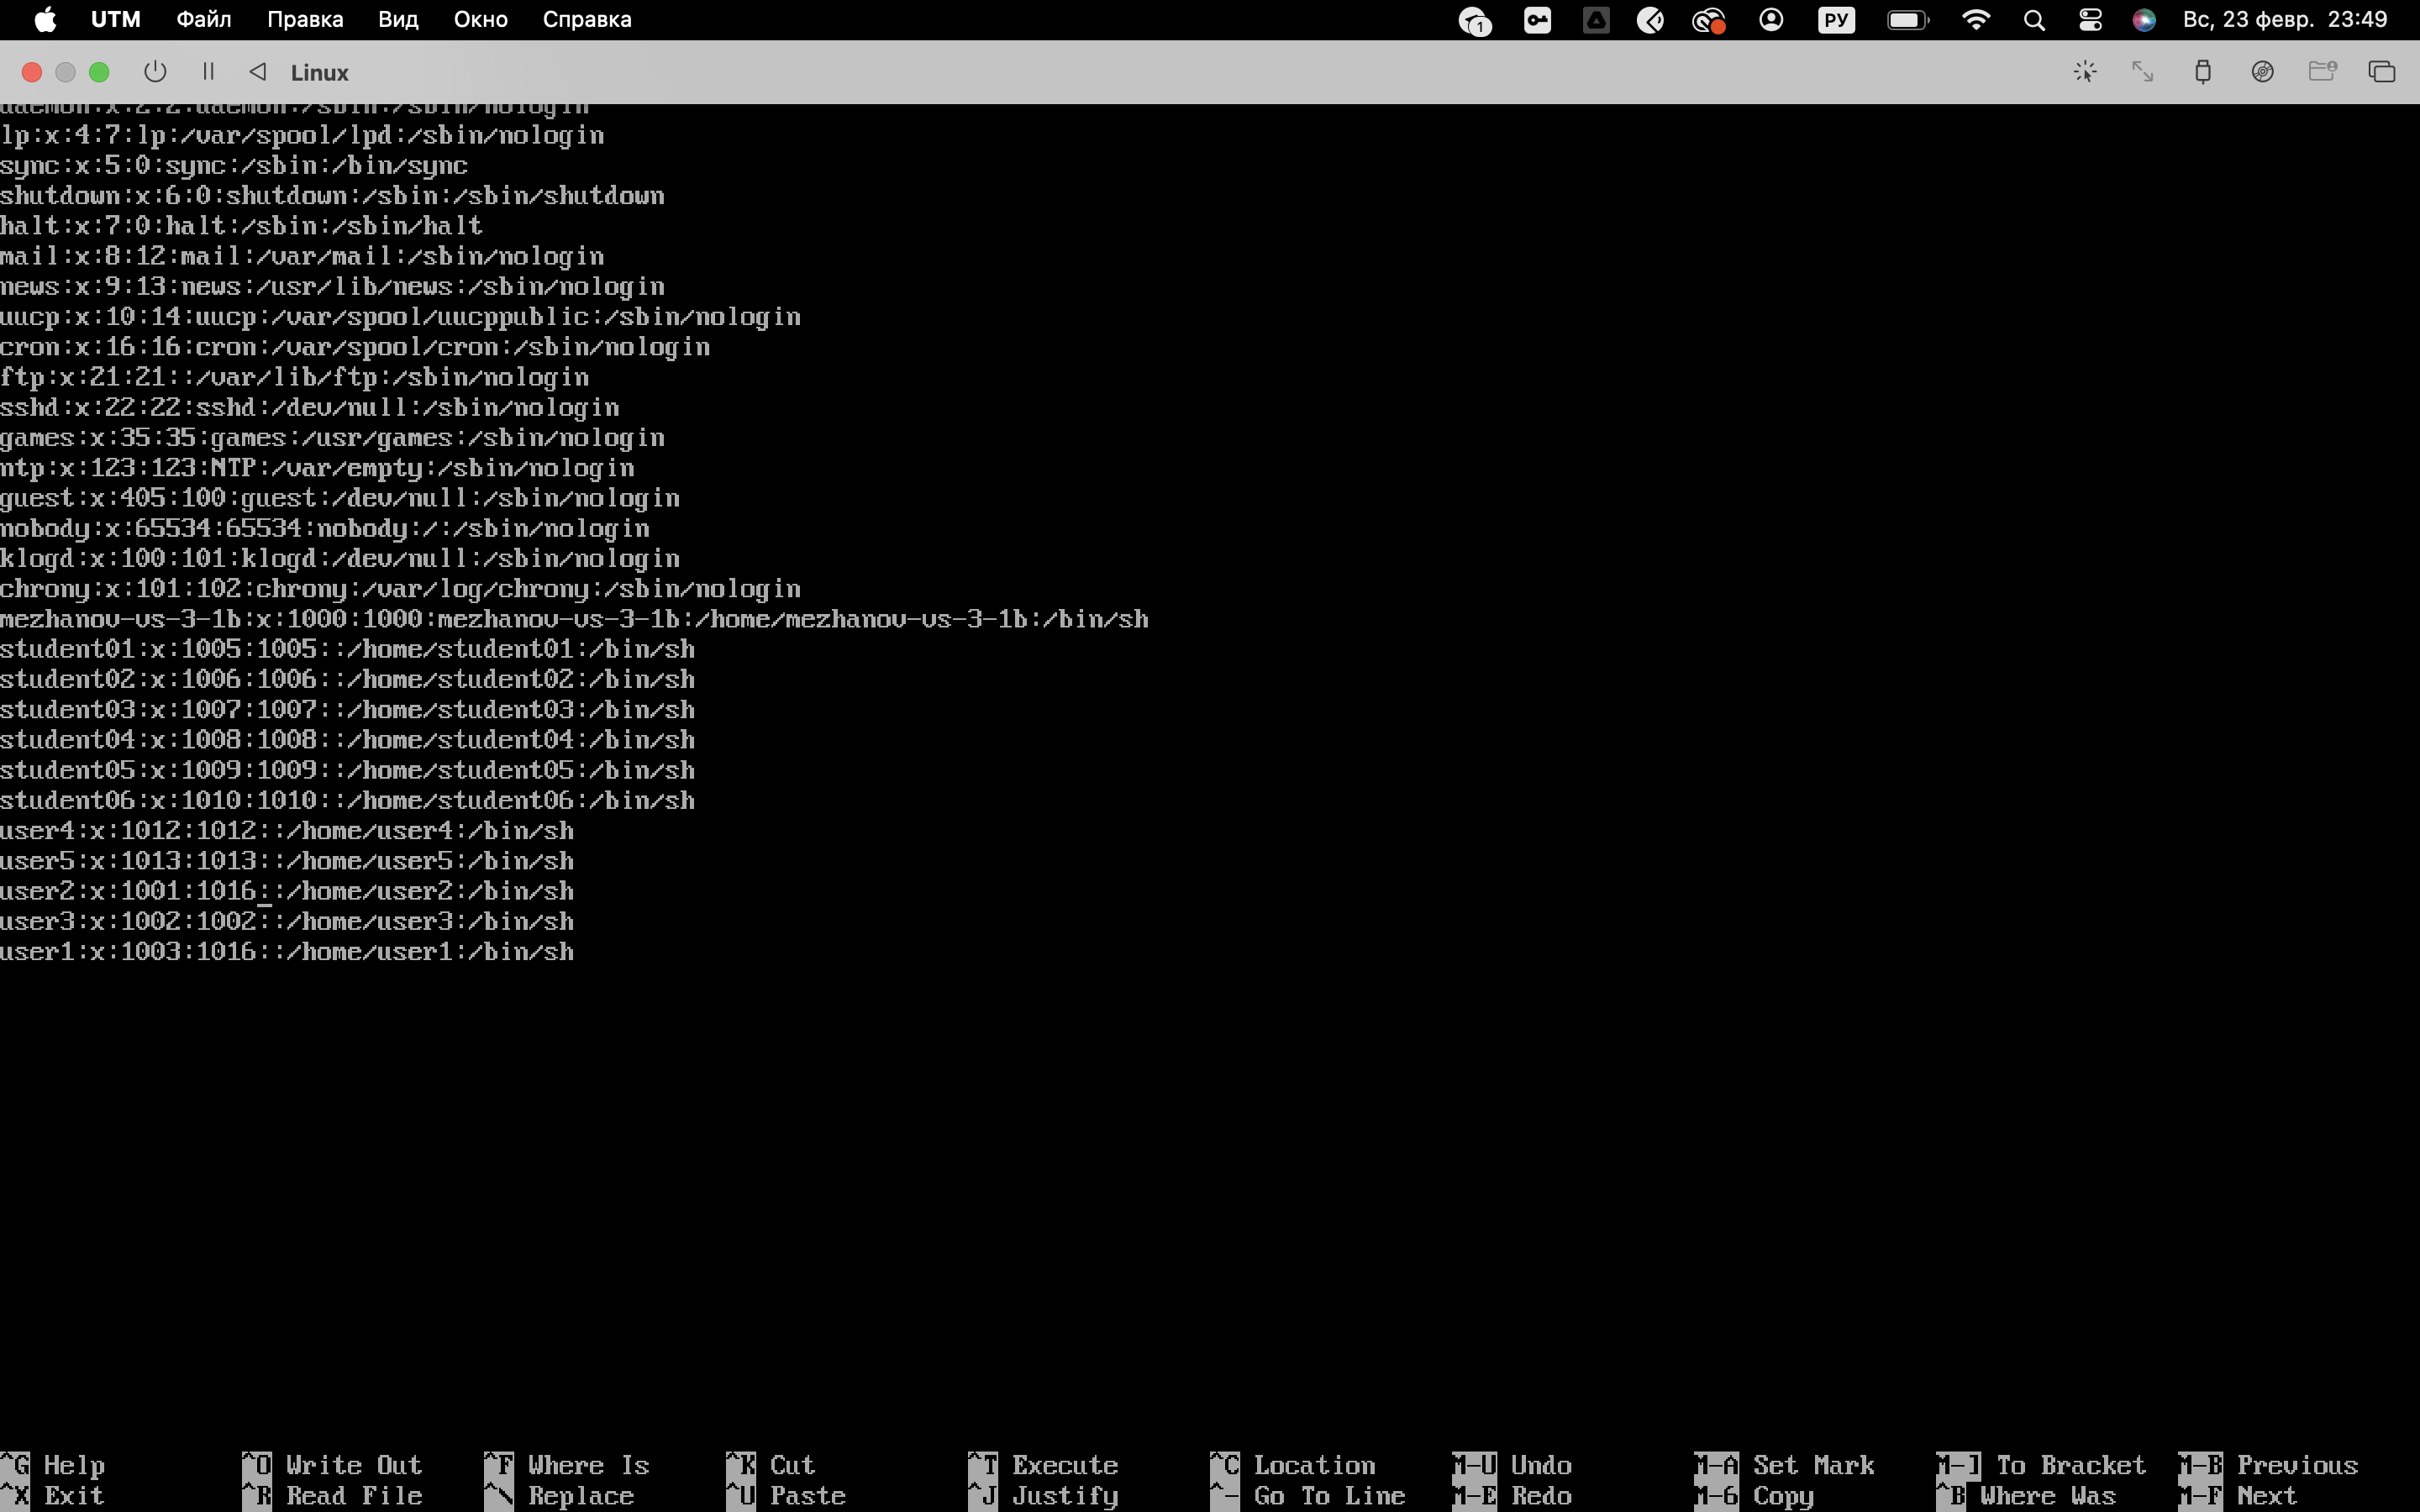 UTM Файл Правка Вид Окно Справка 1 РУ Вс, 23 февр. 23:49
Linux
daemon:x:2:2:daemon:/sbin:/sbin/nologin
lp:x:4:7:lp:/var/spool/lpd:/sbin/nologin
sync:x:5:0:sync:/sbin:/bin/sync
shutdown:x:6:0:shutdown:/sbin:/sbin/shutdown
halt:x:7:0:halt:/sbin:/sbin/halt
mail:x:8:12:mail:/var/mail:/sbin/nologin
news:x:9:13:news:/usr/lib/news:/sbin/nologin
uucp:x:10:14:uucp:/var/spool/uucppublic:/sbin/nologin
cron:x:16:16:cron:/var/spool/cron:/sbin/nologin
ftp:x:21:21::/var/lib/ftp:/sbin/nologin
sshd:x:22:22:sshd:/dev/null:/sbin/nologin
games:x:35:35:games:/usr/games:/sbin/nologin
ntp:x:123:123:NTP:/var/empty:/sbin/nologin
guest:x:405:100:guest:/dev/null:/sbin/nologin
nobody:x:65534:65534:nobody:/:/sbin/nologin
klogd:x:100:101:klogd:/dev/null:/sbin/nologin
chrony:x:101:102:chrony:/var/log/chrony:/sbin/nologin
mezhanov-vs-3-1b:x:1000:1000:mezhanov-vs-3-1b:/home/mezhanov-vs-3-1b:/bin/sh
student01:x:1005:1005::/home/student01:/bin/sh
student02:x:1006:1006::/home/student02:/bin/sh
student03:x:1007:1007::/home/student03:/bin/sh
student04:x:1008:1008::/home/student04:/bin/sh
student05:x:1009:1009::/home/student05:/bin/sh
student06:x:1010:1010::/home/student06:/bin/sh
user4:x:1012:1012::/home/user4:/bin/sh
user5:x:1013:1013::/home/user5:/bin/sh
user2:x:1001:1016::/home/user2:/bin/sh
user3:x:1002:1002::/home/user3:/bin/sh
user1:x:1003:1016::/home/user1:/bin/sh
^G Help ^O Write Out ^F Where Is ^K Cut ^T Execute ^C Location M-U Undo M-A Set Mark M-] To Bracket M-B Previous
^X Exit ^R Read File ^\ Replace ^U Paste ^J Justify ^- Go To Line M-E Redo M-6 Copy ^B Where Was M-F Next